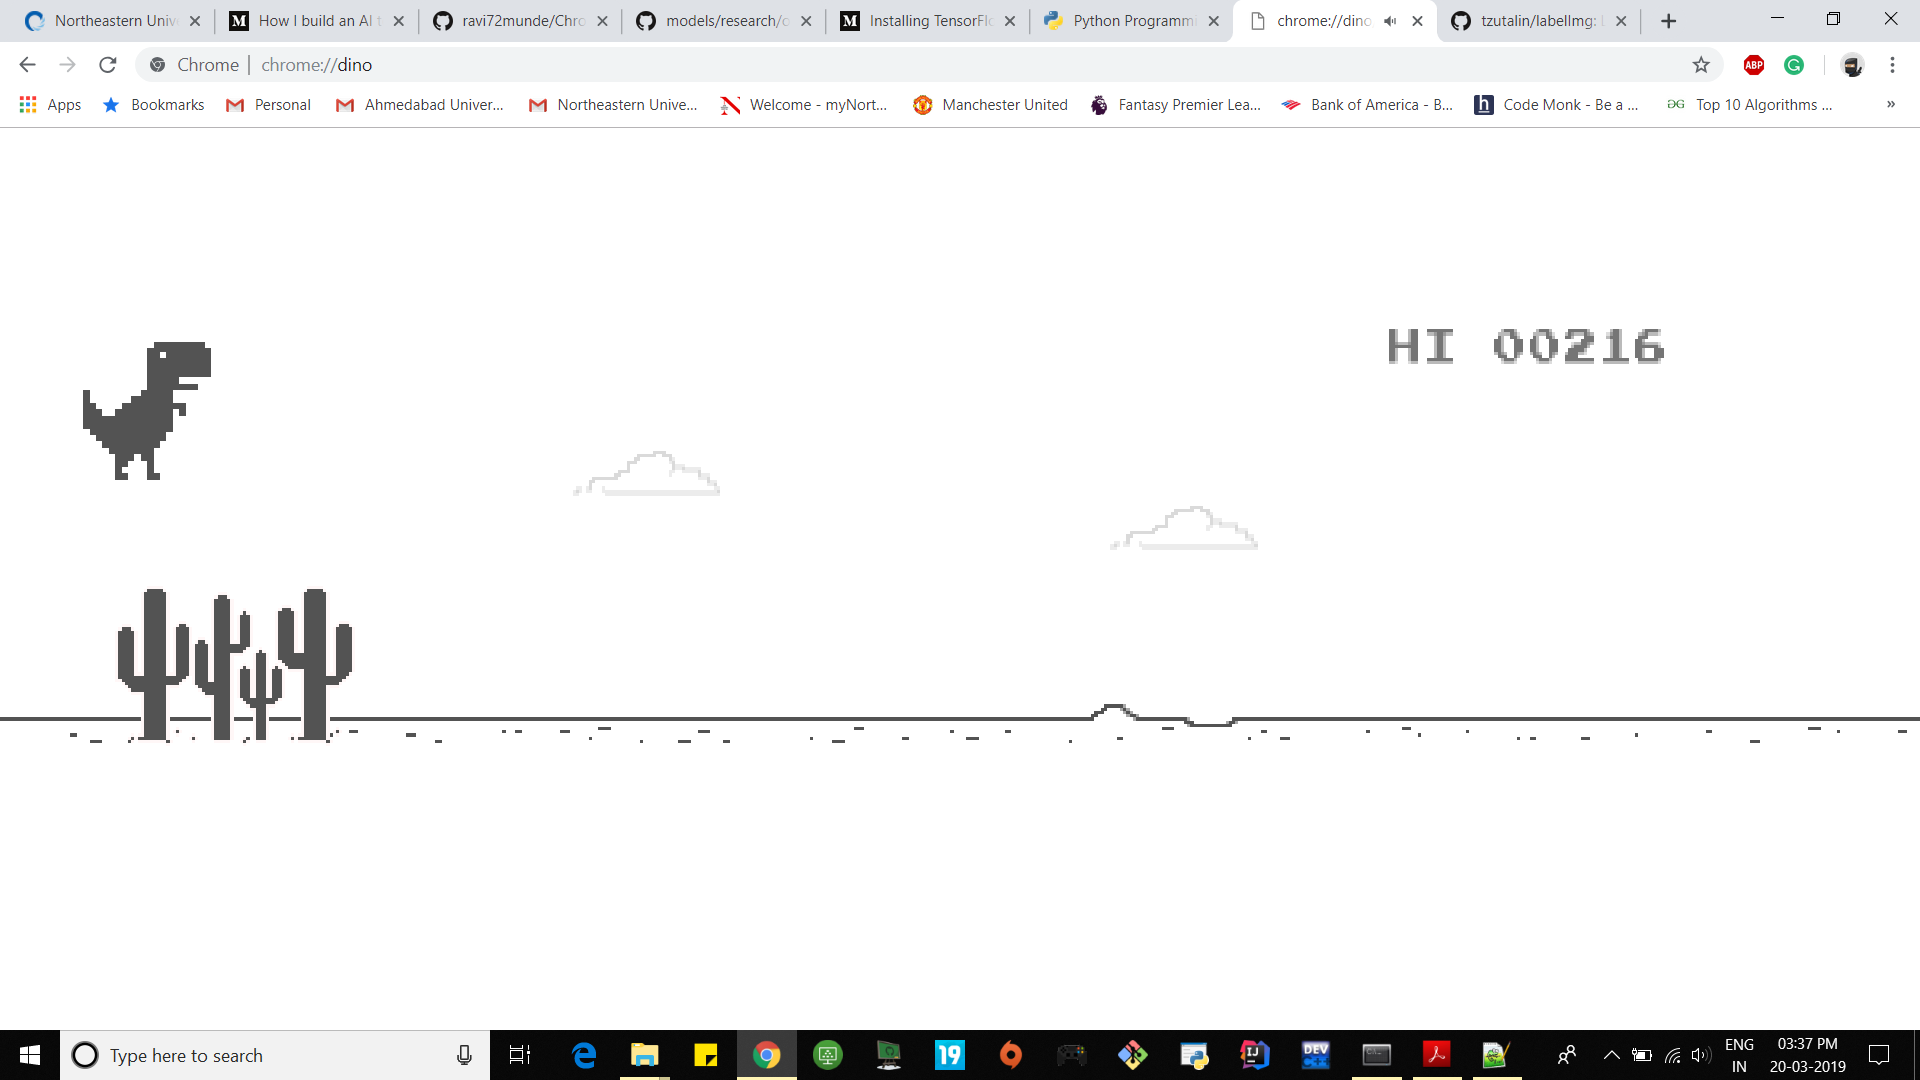 Northeastern Univ
How I build an AI t
ravi72munde/Chro
models/research/o
Installing TensorFlo
Python Programmi
chrome://dino
tzutalin/labelImg:
Chrome | chrome://dino
ABP
G
Apps
Bookmarks
Personal
Ahmedabad Univer...
Northeastern Unive...
Welcome - myNort...
Manchester United
Fantasy Premier Lea...
Bank of America - B...
Code Monk - Be a ...
Top 10 Algorithms ...
HI 00216
Type here to search
19
IJ
DEV
ENG
03:37 PM
IN
20-03-2019